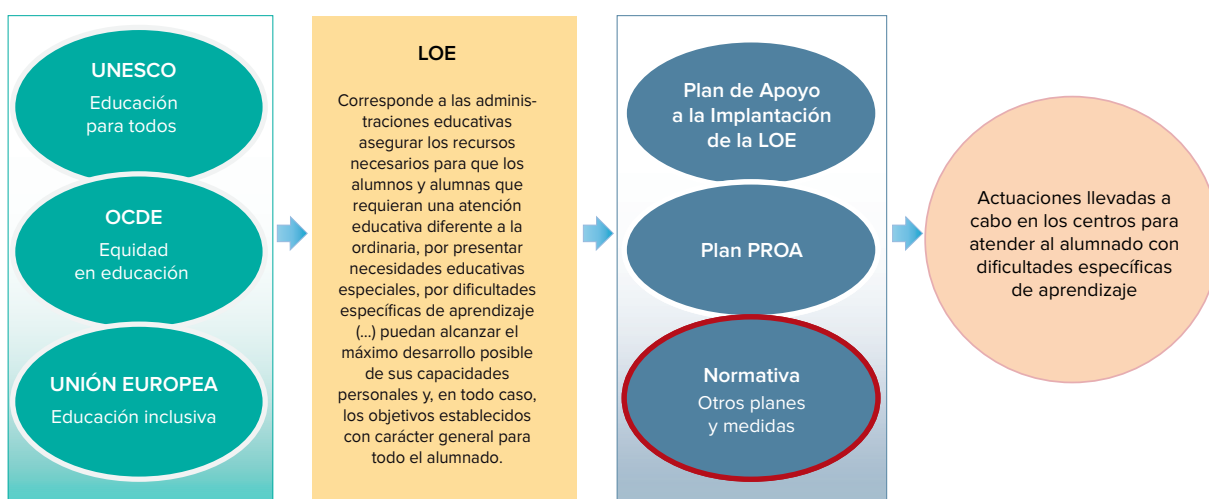 UNESCO
Educación
para todos
OCDE
Equidad
en educación
UNIÓN EUROPEA
Educación inclusiva
LOE
Corresponde a las adminis-
traciones educativas
asegurar los recursos
necesarios para que los
alumnos y alumnas que
requieran una atención
educativa diferente a la
ordinaria, por presentar
necesidades educativas
especiales, por dificultades
específicas de aprendizaje
(...) puedan alcanzar el
máximo desarrollo posible
de sus capacidades
personales y, en todo caso,
los objetivos establecidos
con carácter general para
todo el alumnado.
Plan de Apoyo
a la Implantación
de la LOE
Plan PROA
Normativa
Otros planes
y medidas
Actuaciones llevadas a
cabo en los centros para
atender al alumnado con
dificultades específicas
de aprendizaje